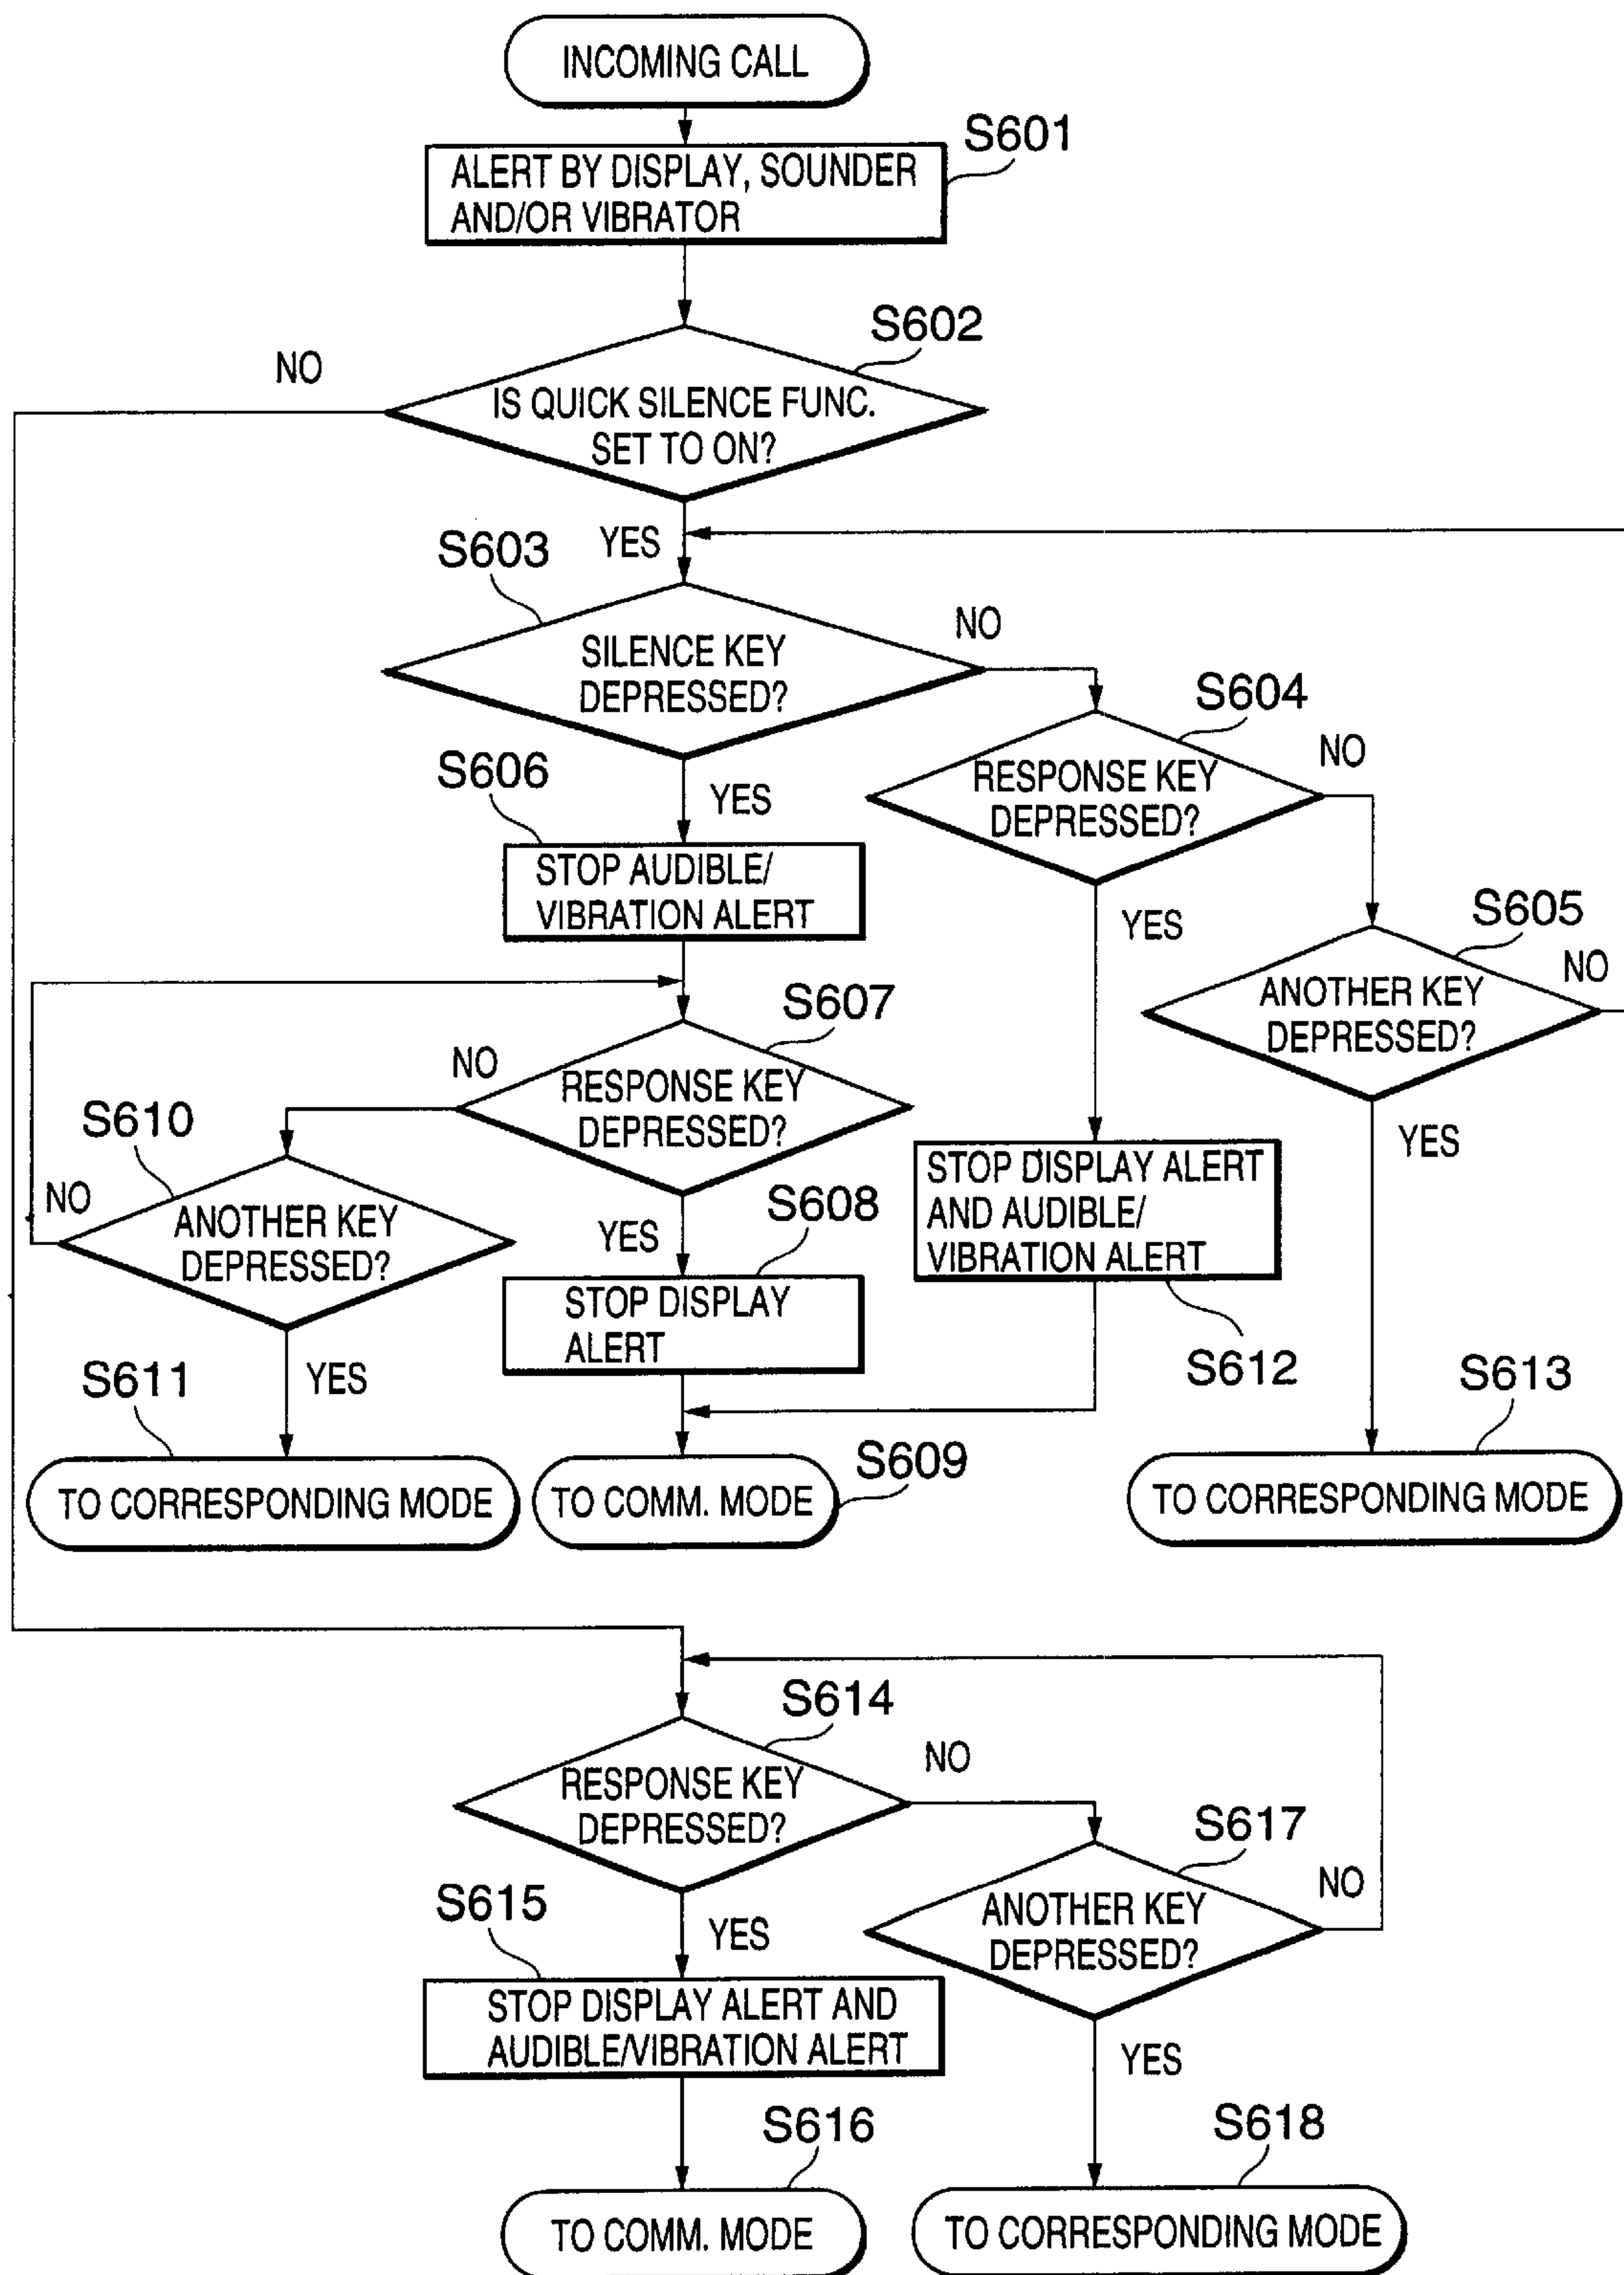 INCOMING CALL
S601
ALERT BY DISPLAY, SOUNDER
AND/OR VIBRATOR
S602
NO
IS QUICK SILENCE FUNC.
SET TO ON?
YES
S603
NO
SILENCE KEY
DEPRESSED?
S604
NO
S606
YES
RESPONSE KEY
DEPRESSED?
STOP AUDIBLE/
VIBRATION ALERT
YES
S605
NO
ANOTHER KEY
DEPRESSED?
S607
NO
RESPONSE KEY
DEPRESSED?
S610
YES
STOP DISPLAY ALERT
AND AUDIBLE/
VIBRATION ALERT
NO
ANOTHER KEY
DEPRESSED?
YES
S608
STOP DISPLAY
ALERT
S612
S611
YES
S613
S609
TO CORRESPONDING MODE
TO COMM. MODE
TO CORRESPONDING MODE
S614
NO
RESPONSE KEY
DEPRESSED?
S617
NO
S615
YES
ANOTHER KEY
DEPRESSED?
STOP DISPLAY ALERT AND
AUDIBLE/VIBRATION ALERT
YES
S616
S618
TO COMM. MODE
TO CORRESPONDING MODE